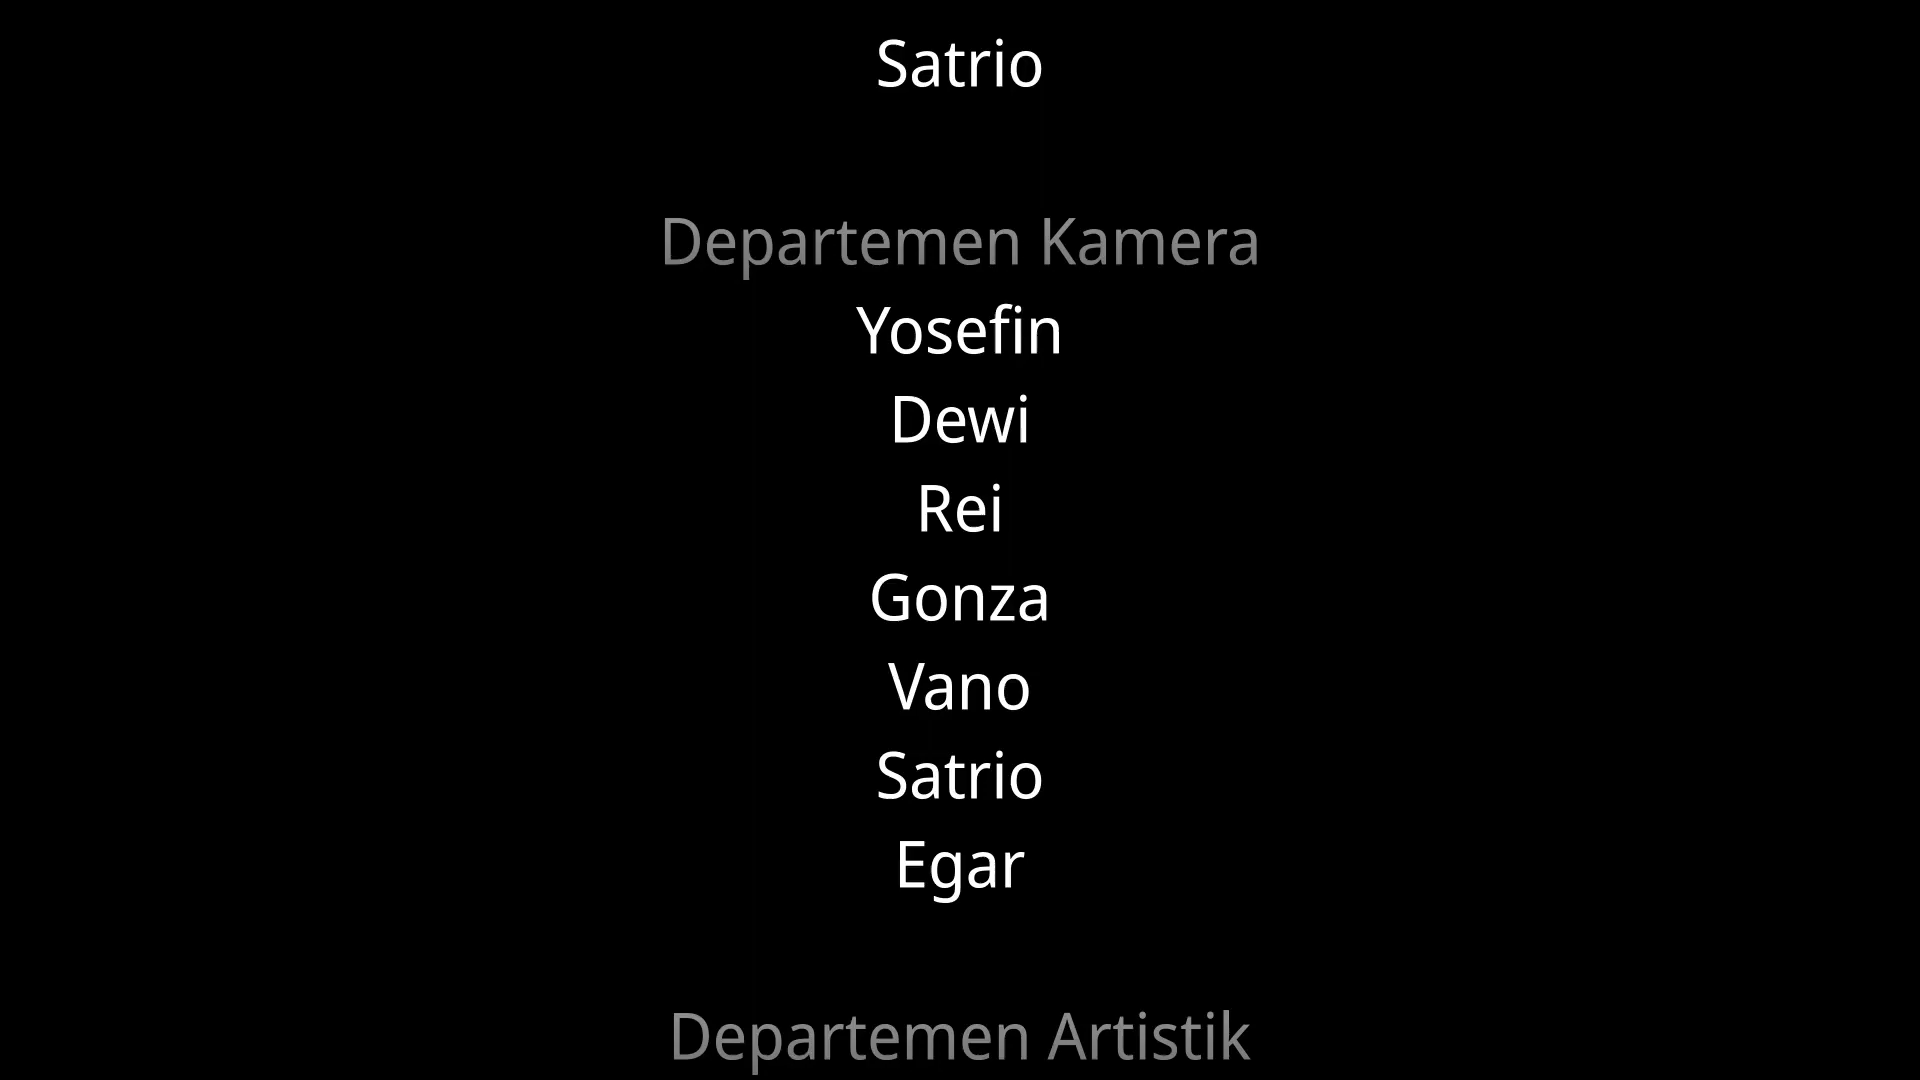 Satrio
Departemen Kamera
Yosefin
Dewi
Rei
Gonza
Vano
Satrio
Egar
Departemen Artistik